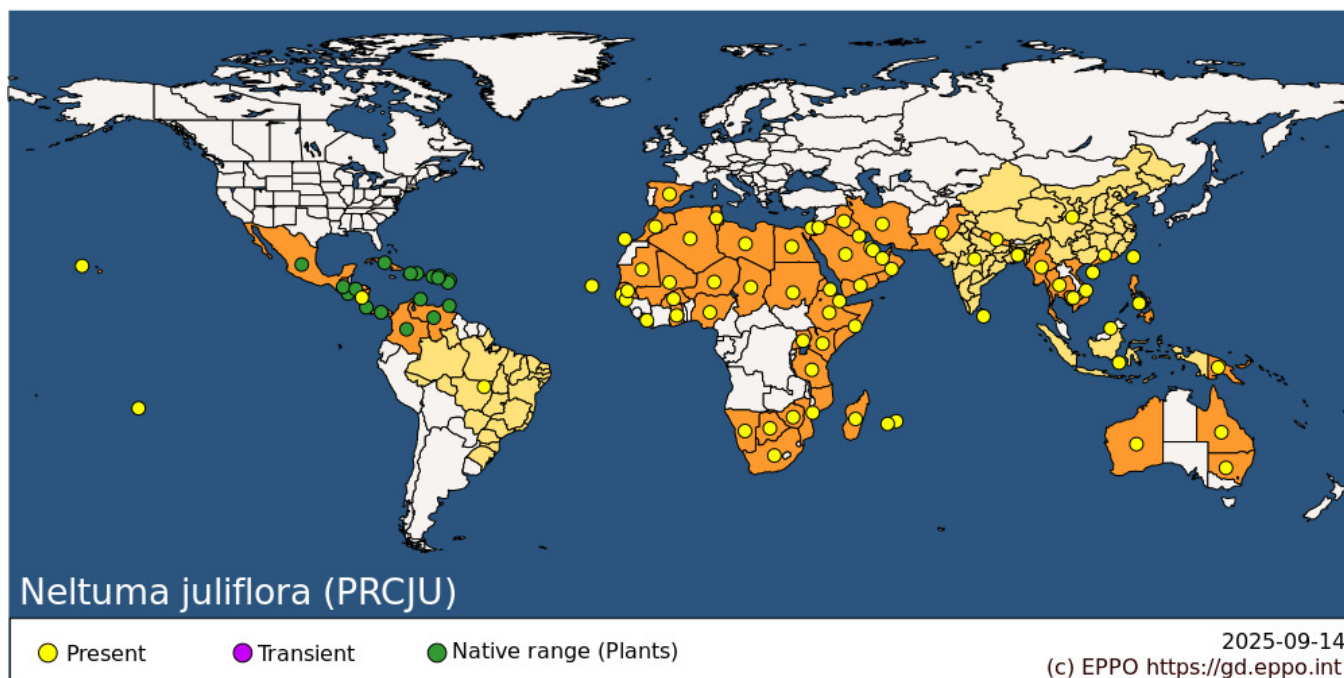 Neltuma juliflora (PRCJU)
Present
Transient
Native range (Plants)
2025-09-14
(c) EPPO https://gd.eppo.int